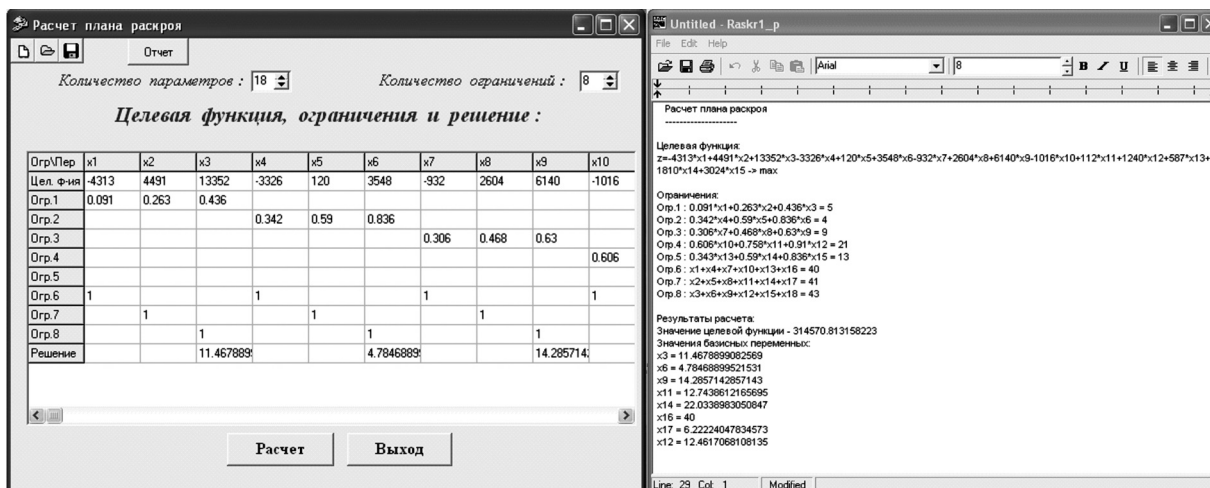 Расчет плана раскроя
Отчет
Количество параметров : 18 Количество ограничений : 8
Целевая функция, ограничения и решение :
Огр\Пер x1 x2 x3 x4 x5 x6 x7 x8 x9 x10
Цел. ф-ия -4313 4491 13352 -3326 120 3548 -932 2604 6140 -1016
Огр.1 0.091 0.263 0.436
Огр.2 0.342 0.59 0.836
Огр.3 0.306 0.468 0.63
Огр.4 0.606
Огр.5
Огр.6 1 1 1 1
Огр.7 1 1 1
Огр.8 1 1 1
Решение 11.4678899 4.7846889 14.285714
Расчет Выход
Untitled - Raskr1_p
File Edit Help
Arial 8 B I U
Расчет плана раскроя
--------------------
Целевая функция:
z=-4313*x1+4491*x2+13352*x3-3326*x4+120*x5+3548*x6-932*x7+2604*x8+6140*x9-1016*x10+112*x11+1240*x12+587*x13+
1810*x14+3024*x15 -> max
Ограничения:
Огр.1 : 0.091*x1+0.263*x2+0.436*x3 = 5
Огр.2 : 0.342*x4+0.59*x5+0.836*x6 = 4
Огр.3 : 0.306*x7+0.468*x8+0.63*x9 = 9
Огр.4 : 0.606*x10+0.758*x11+0.91*x12 = 21
Огр.5 : 0.343*x13+0.59*x14+0.836*x15 = 13
Огр.6 : x1+x4+x7+x10+x13+x16 = 40
Огр.7 : x2+x5+x8+x11+x14+x17 = 41
Огр.8 : x3+x6+x9+x12+x15+x18 = 43
Результаты расчета:
Значение целевой функции - 314570.813158223
Значения базисных переменных:
x3 = 11.4678899082569
x6 = 4.78468899521531
x9 = 14.2857142857143
x11 = 12.7438612165695
x14 = 22.0338983050847
x16 = 40
x17 = 6.22224047834573
x12 = 12.4617068108135
Line: 29 Col: 1 Modified